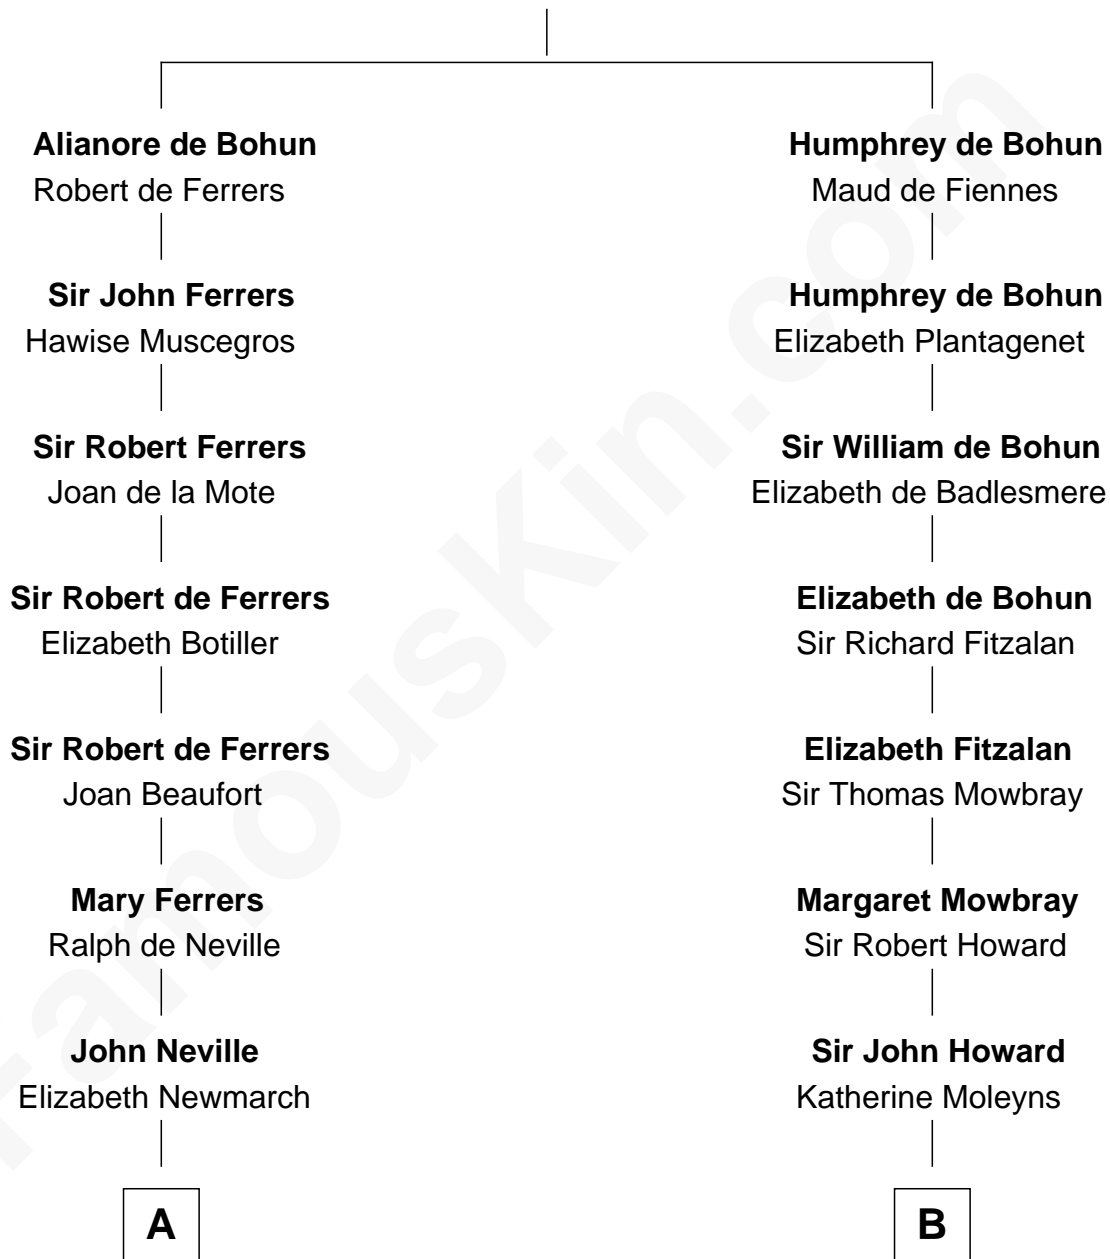 Alianore de Bohun
Robert de Ferrers
Sir John Ferrers
Hawise Muscegros
Sir Robert Ferrers
Joan de la Mote
Sir Robert de Ferrers
Elizabeth Botiller
Sir Robert de Ferrers
Joan Beaufort
Mary Ferrers
Ralph de Neville
John Neville
Elizabeth Newmarch
A
Humphrey de Bohun
Maud de Fiennes
Humphrey de Bohun
Elizabeth Plantagenet
Sir William de Bohun
Elizabeth de Badlesmere
Elizabeth de Bohun
Sir Richard Fitzalan
Elizabeth Fitzalan
Sir Thomas Mowbray
Margaret Mowbray
Sir Robert Howard
Sir John Howard
Katherine Moleyns
B
FamousKin.com